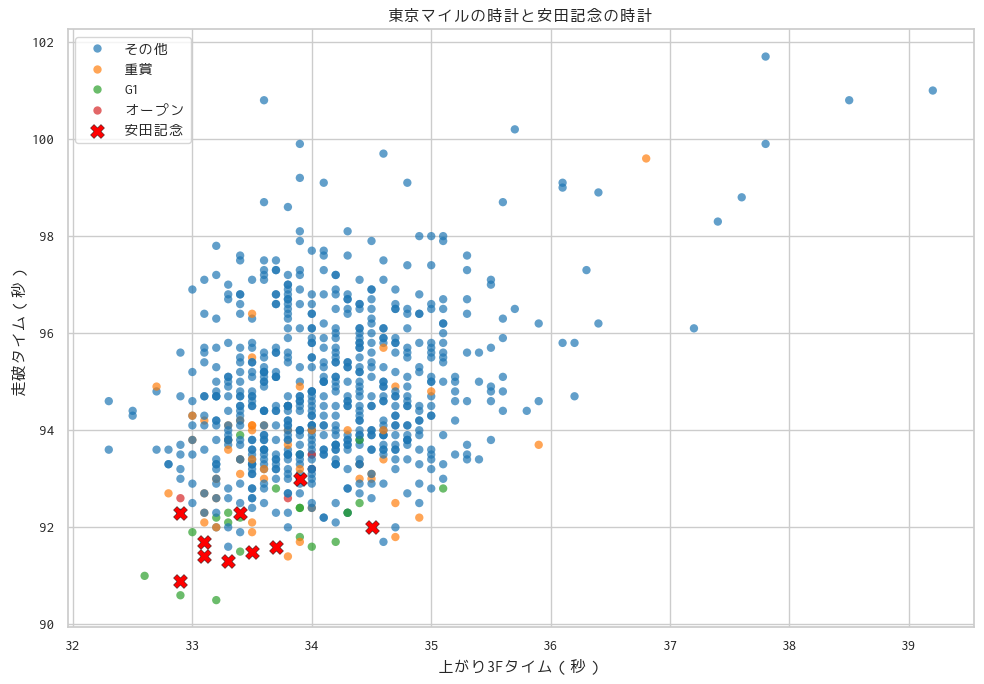 東京マイルの時計と安田記念の時計
その他
重賞
G1
オープン
安田記念
102
100
98
96
94
92
90
走破タイム ( 秒 )
32
33
34
35
36
37
38
39
上がり3Fタイム ( 秒 )